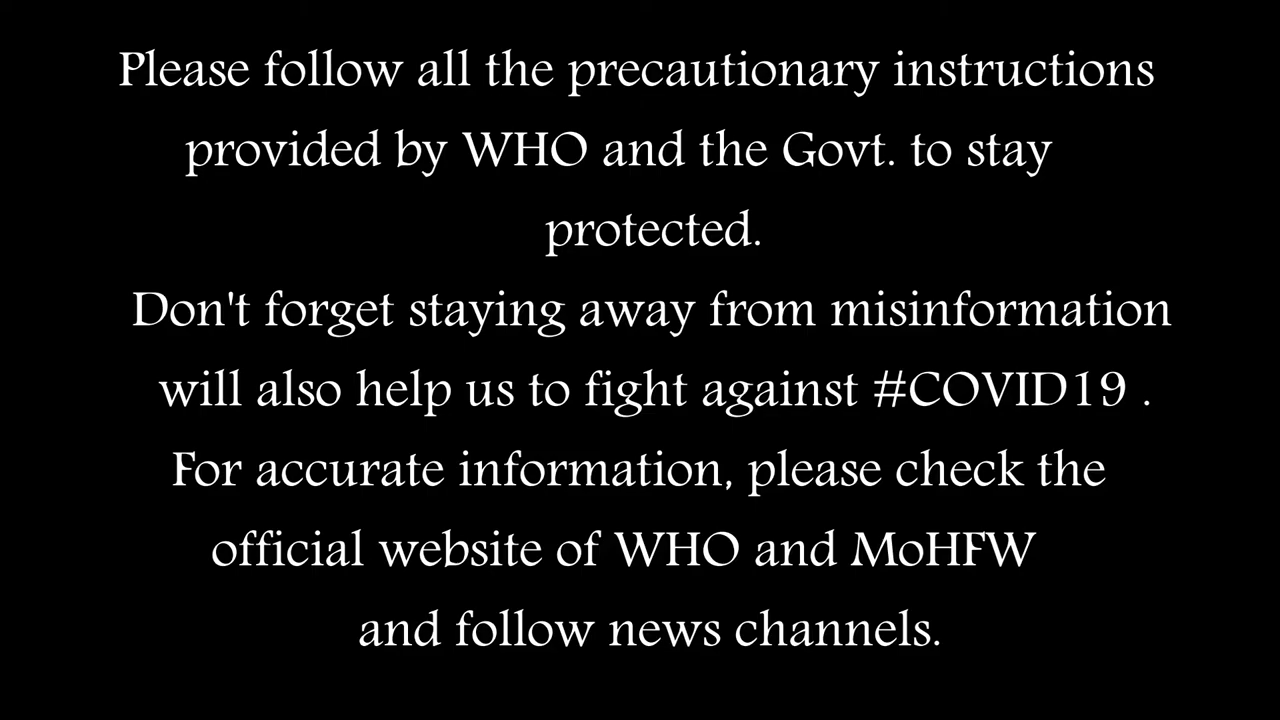 Please follow all the precautionary instructions
provided by WHO and the Govt. to stay
protected.
Don't forget staying away from misinformation
will also help us to fight against #COVID19 .
For accurate information, please check the
official website of WHO and MoHFW
and follow news channels.